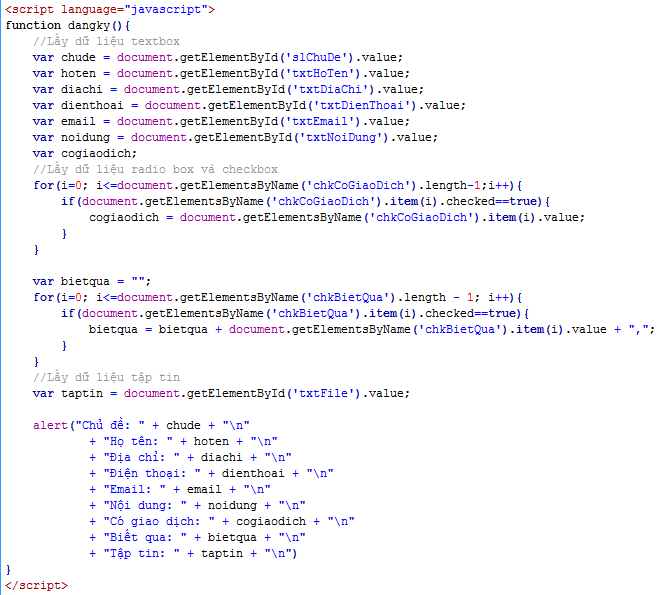 <script language="javascript">
function dangky(){
    //Lấy dữ liệu textbox
    var chude = document.getElementById('slChuDe').value;
    var hoten = document.getElementById('txtHoTen').value;
    var diachi = document.getElementById('txtDiaChi').value;
    var dienthoai = document.getElementById('txtDienThoai').value;
    var email = document.getElementById('txtEmail').value;
    var noidung = document.getElementById('txtNoiDung').value;
    var cogiaodich;
    //Lấy dữ liệu radio box và checkbox
    for(i=0; i<=document.getElementsByName('chkCoGiaoDich').length-1;i++){
        if(document.getElementsByName('chkCoGiaoDich').item(i).checked==true){
            cogiaodich = document.getElementsByName('chkCoGiaoDich').item(i).value;
        }
    }

    var bietqua = "";
    for(i=0; i<=document.getElementsByName('chkBietQua').length - 1; i++){
        if(document.getElementsByName('chkBietQua').item(i).checked==true){
            bietqua = bietqua + document.getElementsByName('chkBietQua').item(i).value + ",";
        }
    }
    //Lấy dữ liệu tập tin
    var taptin = document.getElementById('txtFile').value;

    alert("Chủ đề: " + chude + "\n"
            + "Họ tên: " + hoten + "\n"
            + "Địa chỉ: " + diachi + "\n"
            + "Điện thoại: " + dienthoai + "\n"
            + "Email: " + email + "\n"
            + "Nội dung: " + noidung + "\n"
            + "Có giao dịch: " + cogiaodich + "\n"
            + "Biết qua: " + bietqua + "\n"
            + "Tập tin: " + taptin + "\n")
}
</script>